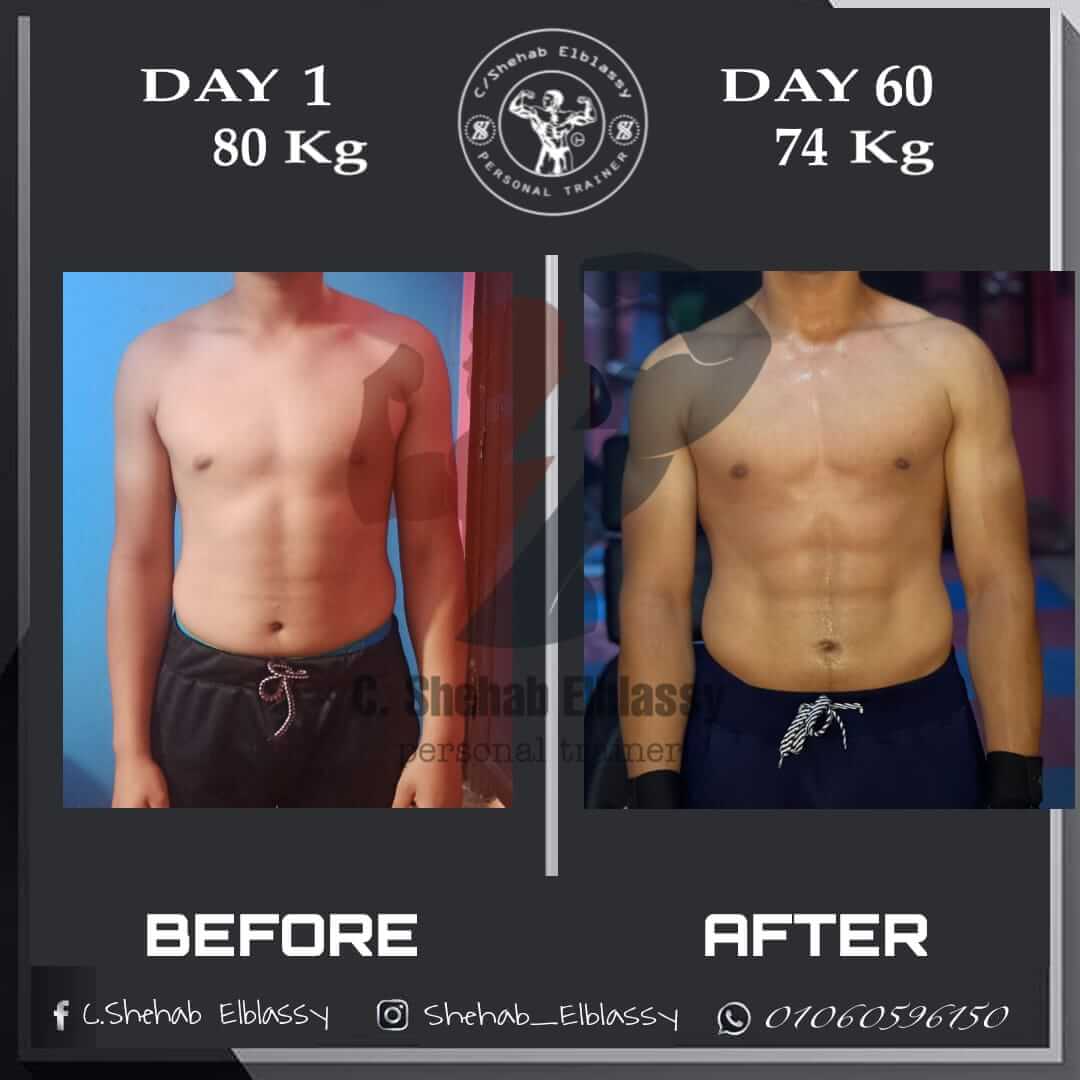 DAY 1
80 Kg
C/Shehab Elblassy
PERSONAL TRAINER
DAY 60
74 Kg
C. Shehab Elblassy
personal trainer
BEFORE
AFTER
C.Shehab Elblassy
Shehab_Elblassy
01060596150